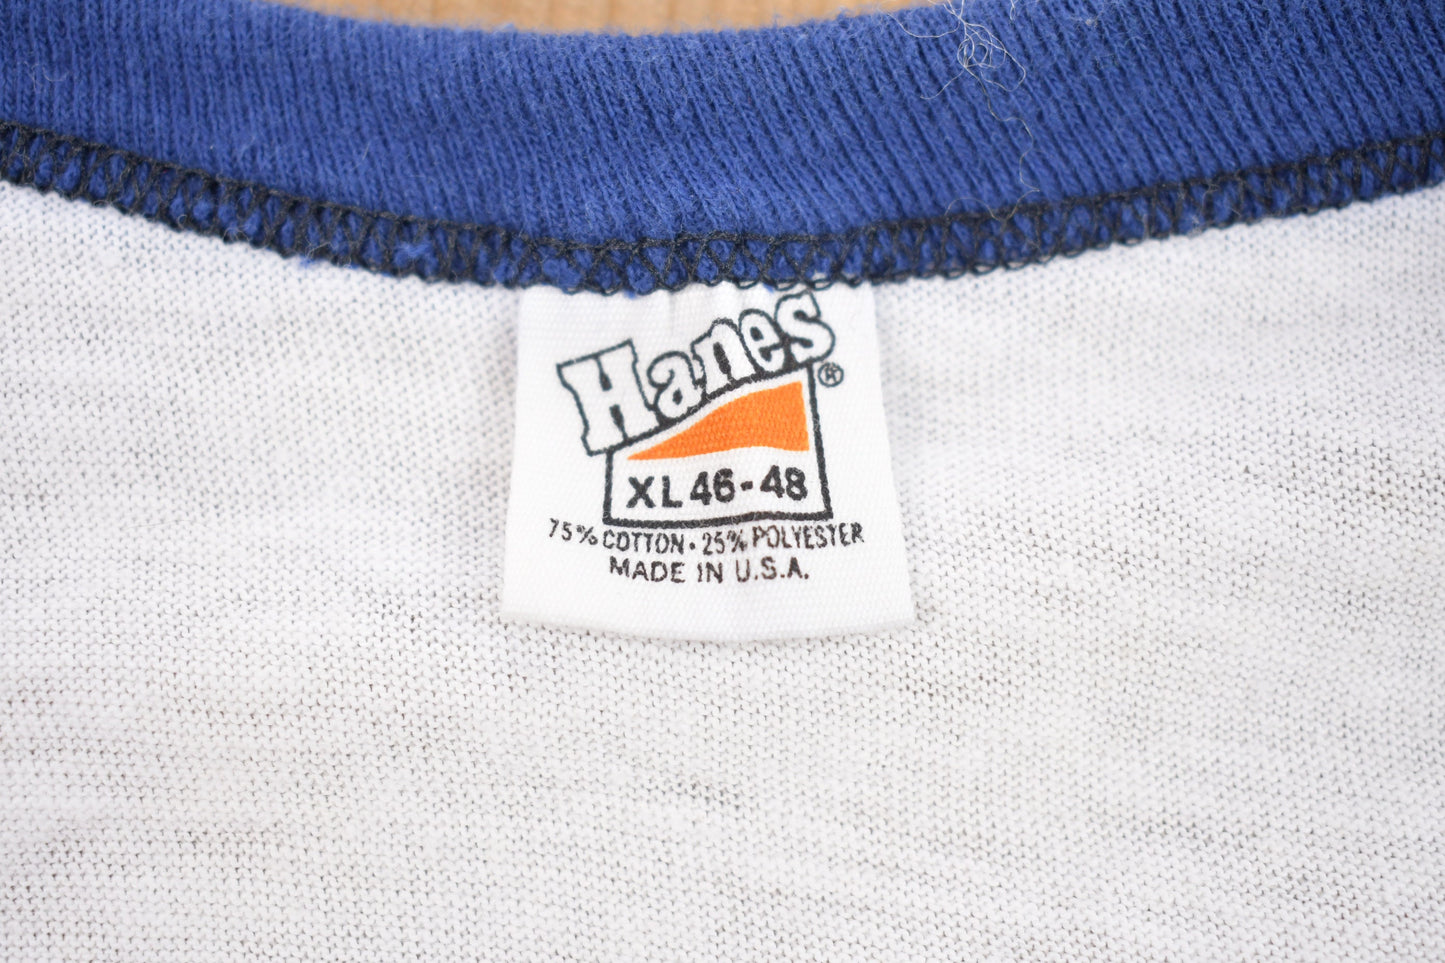 Hanes®
XL 46-48
75% COTTON • 25% POLYESTER
MADE IN U.S.A.